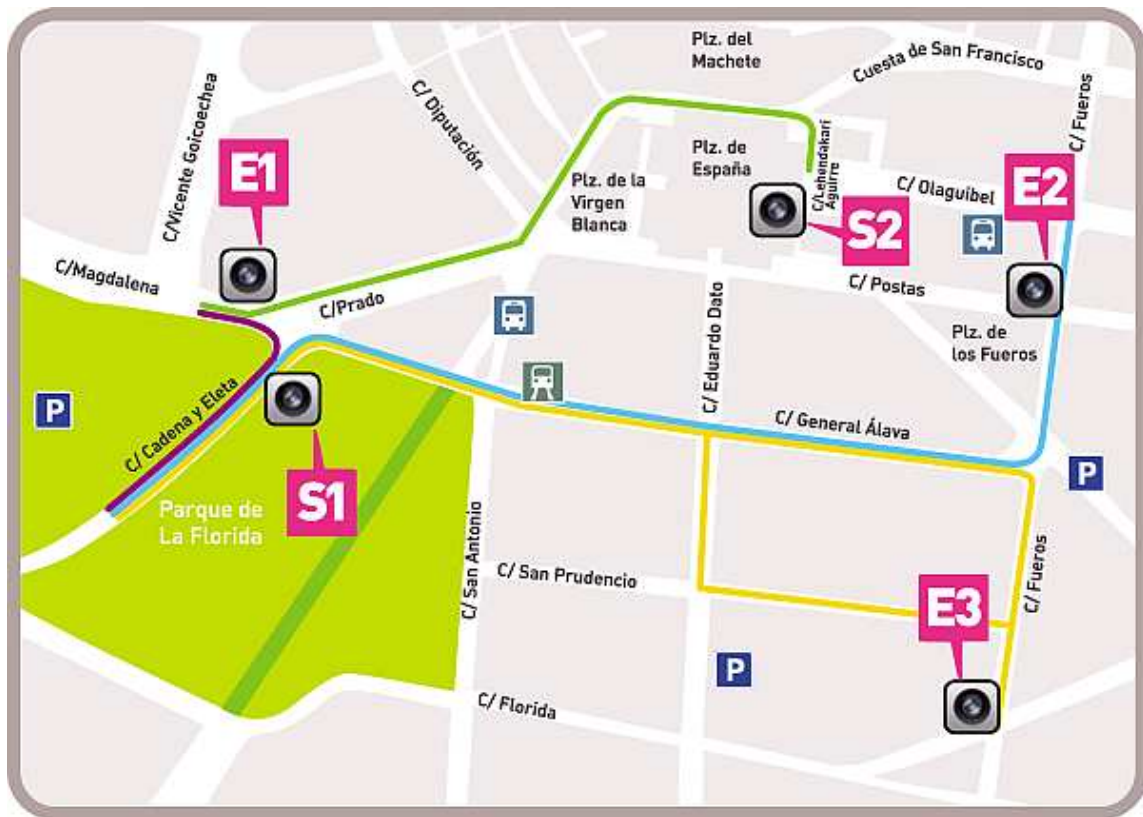 Plz. del
Machete
Cuesta de San Francisco
C/ Fueros
C/ Diputación
C/Vicente Goicoechea
E1
Plz. de
España
C/Lehendakari
Aguirre
C/ Olaguibel
E2
Plz. de la
Virgen
Blanca
S2
C/Magdalena
C/Prado
C/ Postas
C/ Eduardo Dato
Plz. de
los Fueros
P
C/ Cadena y Eleta
C/ General Álava
P
S1
Parque de
La Florida
C/ San Antonio
C/ San Prudencio
C/ Fueros
E3
P
C/ Florida